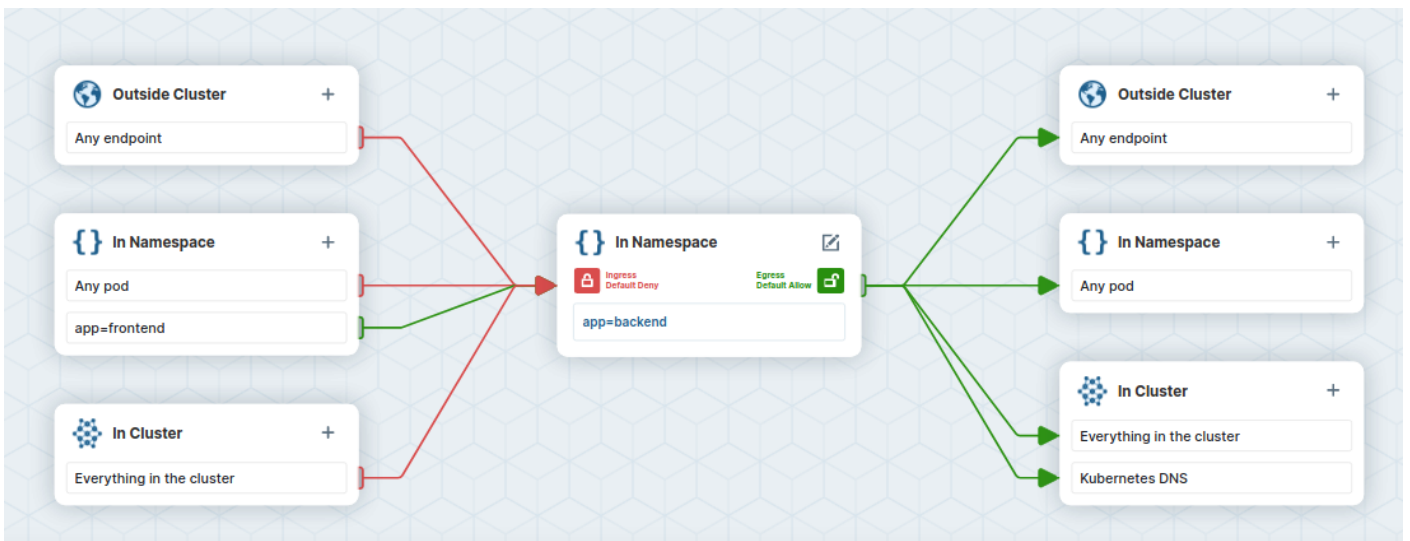 Outside Cluster
Any endpoint
In Namespace
Any pod
app=frontend
In Cluster
Everything in the cluster
In Namespace
Ingress
Default Deny
Egress
Default Allow
app=backend
Outside Cluster
Any endpoint
In Namespace
Any pod
In Cluster
Everything in the cluster
Kubernetes DNS